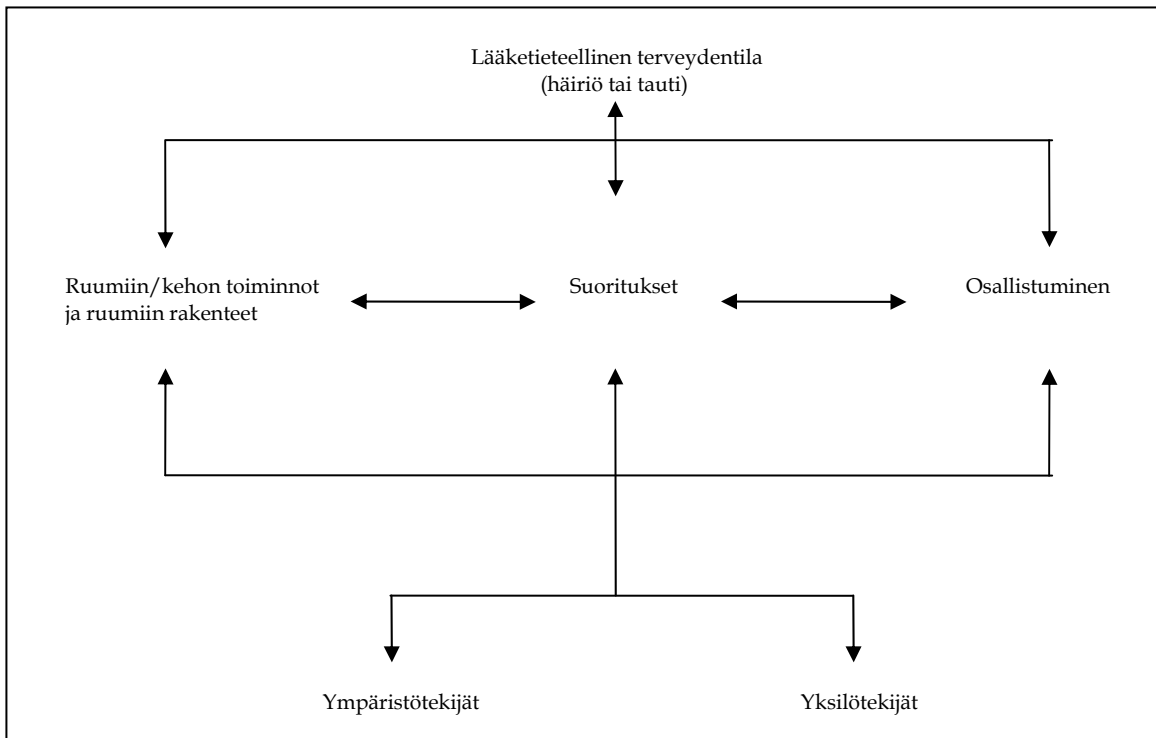 Lääketieteellinen terveydentila
(häiriö tai tauti)
Ruumiin/kehon toiminnot
ja ruumiin rakenteet
Suoritukset
Osallistuminen
Ympäristötekijät
Yksilötekijät